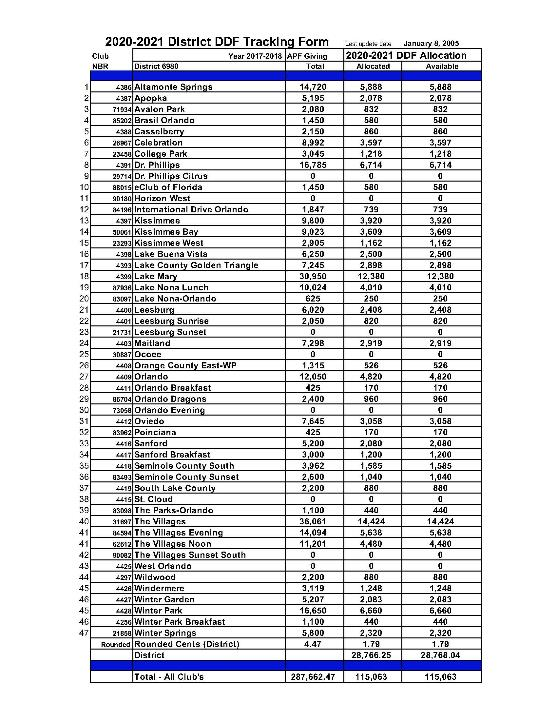 2020-2021 District DDF Tracking Form Last update date January 8, 2005
Club Year 2017-2018 APF Giving 2020-2021 DDF Allocation
NBR District 6980 Total Allocated Available
1 4386 Altamonte Springs 14,720 5,888 5,888
2 4387 Apopka 5,195 2,078 2,078
3 71934 Avalon Park 2,080 832 832
4 85202 Brasil Orlando 1,450 580 580
5 4388 Casselberry 2,150 860 860
6 28967 Celebration 8,992 3,597 3,597
7 23458 College Park 3,045 1,218 1,218
8 4391 Dr. Phillips 16,785 6,714 6,714
9 29714 Dr. Phillips Citrus 0 0 0
10 88015 eClub of Florida 1,450 580 580
11 90180 Horizon West 0 0 0
12 84196 International Drive Orlando 1,847 739 739
13 4397 Kissimmee 9,800 3,920 3,920
14 50061 Kissimmee Bay 9,023 3,609 3,609
15 23293 Kissimmee West 2,905 1,162 1,162
16 4398 Lake Buena Vista 6,250 2,500 2,500
17 4393 Lake County Golden Triangle 7,245 2,898 2,898
18 4399 Lake Mary 30,950 12,380 12,380
19 87936 Lake Nona Lunch 10,024 4,010 4,010
20 83097 Lake Nona-Orlando 625 250 250
21 4400 Leesburg 6,020 2,408 2,408
22 4401 Leesburg Sunrise 2,050 820 820
23 21731 Leesburg Sunset 0 0 0
24 4403 Maitland 7,298 2,919 2,919
25 30887 Ocoee 0 0 0
26 4408 Orange County East-WP 1,315 526 526
27 4409 Orlando 12,050 4,820 4,820
28 4411 Orlando Breakfast 425 170 170
29 86704 Orlando Dragons 2,400 960 960
30 73058 Orlando Evening 0 0 0
31 4412 Oviedo 7,645 3,058 3,058
32 83962 Poinciana 425 170 170
33 4416 Sanford 5,200 2,080 2,080
34 4417 Sanford Breakfast 3,000 1,200 1,200
35 4418 Seminole County South 3,962 1,585 1,585
36 83493 Seminole County Sunset 2,600 1,040 1,040
37 4419 South Lake County 2,200 880 880
38 4415 St. Cloud 0 0 0
39 83098 The Parks-Orlando 1,100 440 440
40 31697 The Villages 36,061 14,424 14,424
41 84594 The Villages Evening 14,094 5,638 5,638
41 62612 The Villages Noon 11,201 4,480 4,480
42 90082 The Villages Sunset South 0 0 0
43 4425 West Orlando 0 0 0
44 4297 Wildwood 2,200 880 880
45 4426 Windermere 3,119 1,248 1,248
46 4427 Winter Garden 5,207 2,083 2,083
45 4428 Winter Park 16,650 6,660 6,660
46 4256 Winter Park Breakfast 1,100 440 440
47 21868 Winter Springs 5,800 2,320 2,320
Rounded Rounded Cents (District) 4.47 1.79 1.79
District 28,766.25 28,768.04
Total - All Club's 287,662.47 115,063 115,063